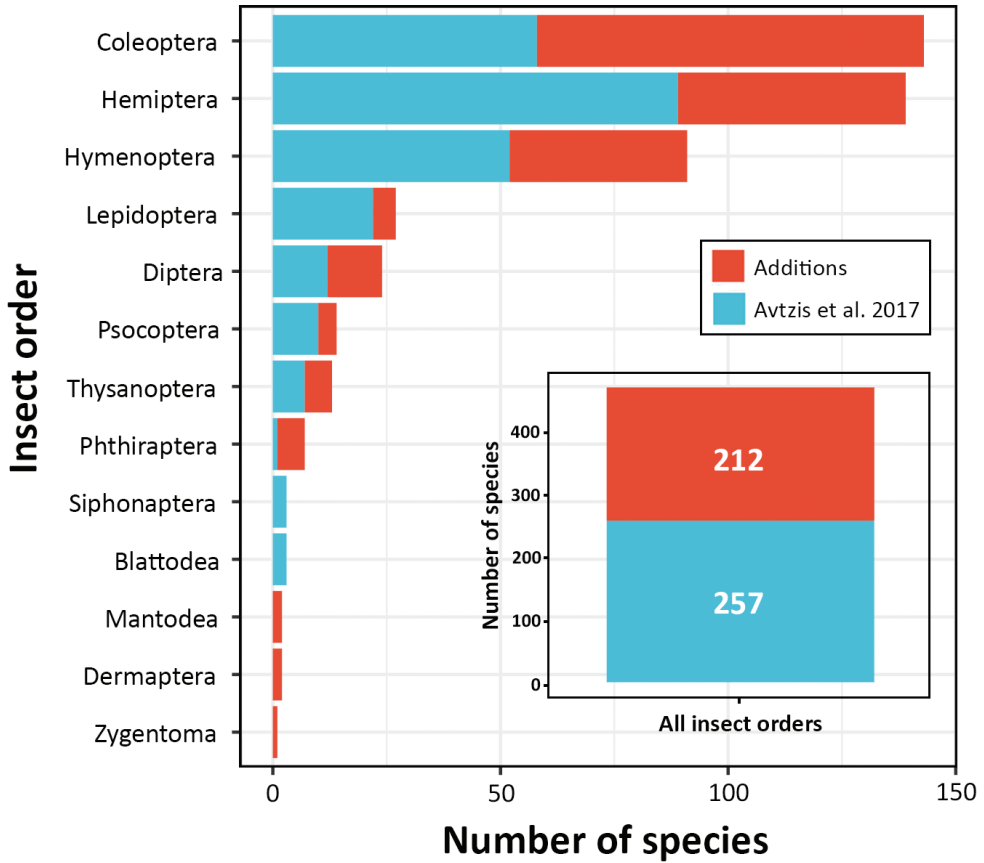 Insect order
Coleoptera
Hemiptera
Hymenoptera
Lepidoptera
Diptera
Psocoptera
Thysanoptera
Phthiraptera
Siphonaptera
Blattodea
Mantodea
Dermaptera
Zygentoma
0
50
100
150
Number of species
Additions
Avtzis et al. 2017
Number of species
400
300
200
100
0
212
257
All insect orders